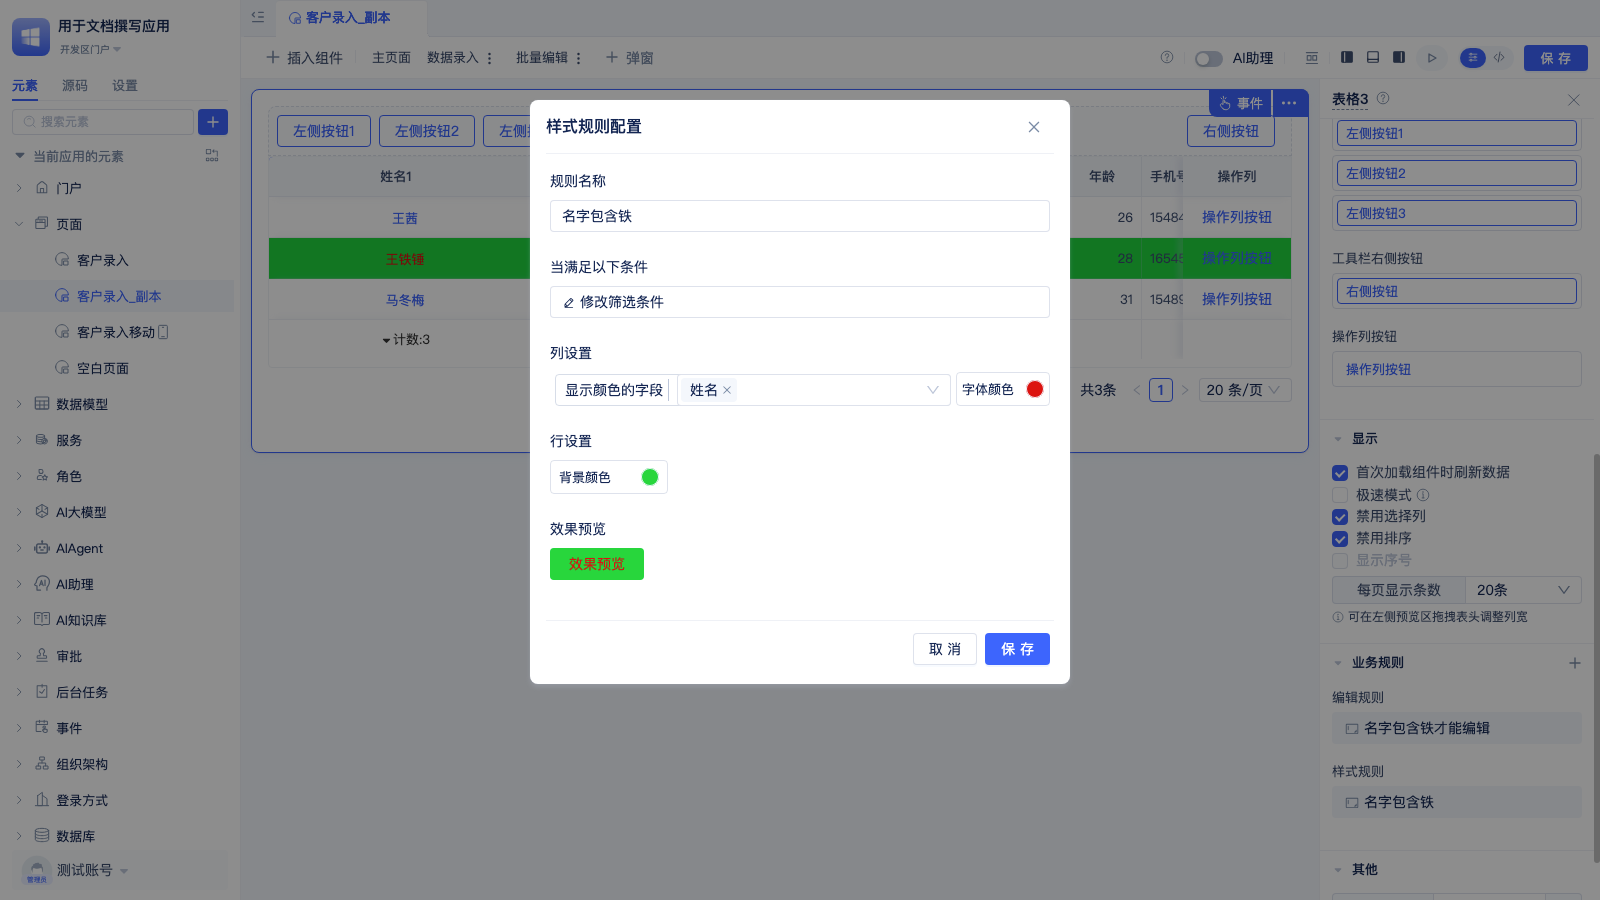 用于文档撰写应用
开发区门户
元素
源码
设置
搜索元素
当前应用的元素
门户
页面
客户录入
客户录入_副本
客户录入移动
空白页面
数据模型
服务
角色
AI大模型
AIAgent
AI助理
AI知识库
审批
后台任务
事件
组织架构
登录方式
数据库
管理员
测试账号
客户录入_副本
插入组件
主页面
数据录入
批量编辑
弹窗
AI助理
保 存
事件
左侧按钮1
左侧按钮2
右侧按钮
姓名1
年龄
操作列
王茜
26
操作列按钮
王铁锤
28
操作列按钮
马冬梅
31
操作列按钮
计数:3
共3条
1
20 条/页
样式规则配置
规则名称
名字包含铁
当满足以下条件
修改筛选条件
列设置
显示颜色的字段
姓名
字体颜色
行设置
背景颜色
效果预览
效果预览
取 消
保 存
表格3
左侧按钮1
左侧按钮2
左侧按钮3
工具栏右侧按钮
右侧按钮
操作列按钮
操作列按钮
显示
首次加载组件时刷新数据
极速模式
禁用选择列
禁用排序
显示序号
每页显示条数
20条
可在左侧预览区拖拽表头调整列宽
业务规则
编辑规则
名字包含铁才能编辑
样式规则
名字包含铁
其他